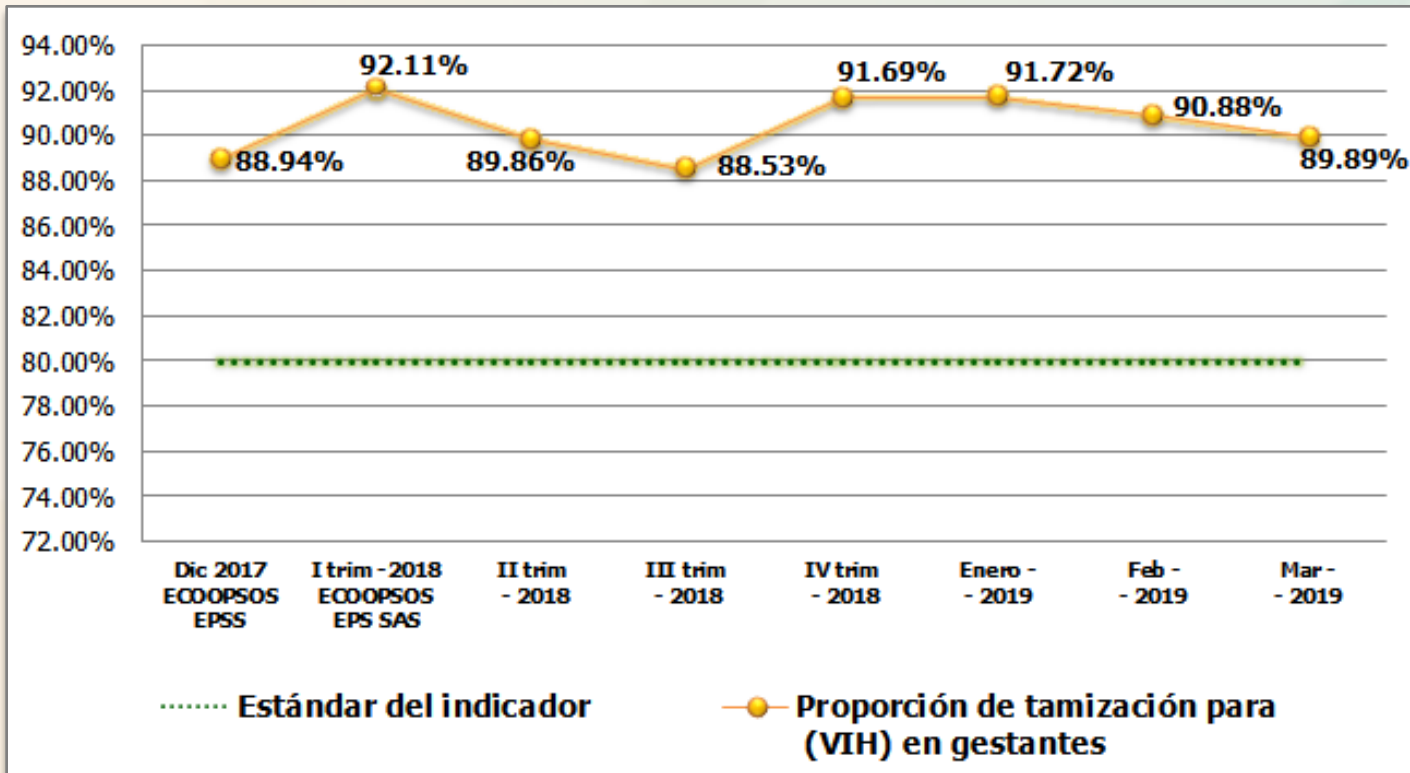 94.00%
92.00%
90.00%
88.00%
86.00%
84.00%
82.00%
80.00%
78.00%
76.00%
74.00%
72.00%
88.94%
92.11%
89.86%
88.53%
91.69%
91.72%
90.88%
89.89%
Dic 2017
ECOOPSOS
EPSS
I trim -2018
ECOOPSOS
EPS SAS
II trim
- 2018
III trim
- 2018
IV trim
- 2018
Enero -
- 2019
Feb -
- 2019
Mar -
- 2019
Estándar del indicador
Proporción de tamización para
(VIH) en gestantes